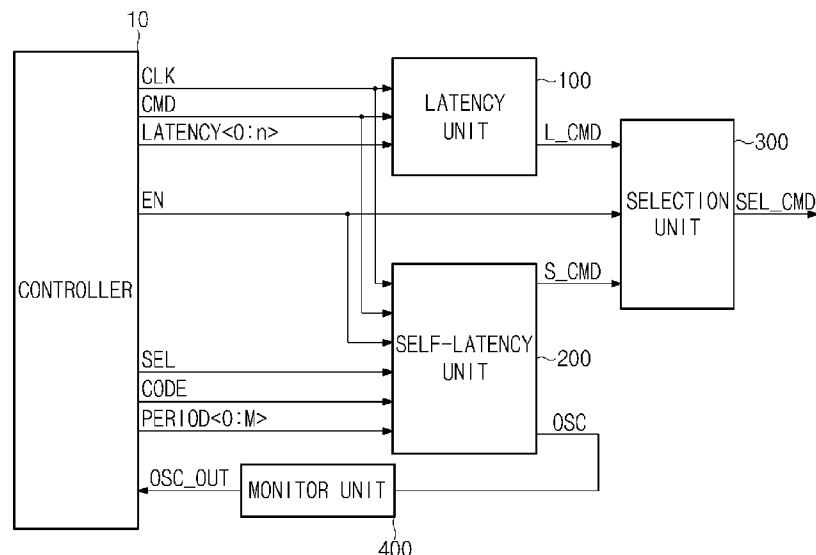 10
CONTROLLER
CLK
CMD
LATENCY<0:n>
EN
SEL
CODE
PERIOD<0:M>
OSC_OUT
LATENCY
UNIT
100
L_CMD
SELF-LATENCY
UNIT
200
S_CMD
OSC
SELECTION
UNIT
300
SEL_CMD
MONITOR UNIT
400